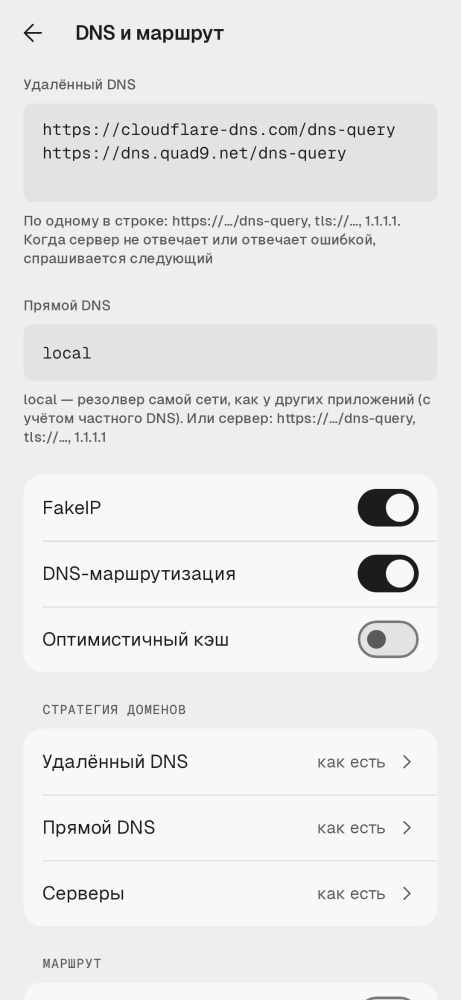 DNS и маршрут
Удалённый DNS
https://cloudflare-dns.com/dns-query
https://dns.quad9.net/dns-query
По одному в строке: https://…/dns-query, tls://…, 1.1.1.1.
Когда сервер не отвечает или отвечает ошибкой,
спрашивается следующий
Прямой DNS
local
local — резолвер самой сети, как у других приложений (с
учётом частного DNS). Или сервер: https://…/dns-query,
tls://…, 1.1.1.1
FakeIP
DNS-маршрутизация
Оптимистичный кэш
СТРАТЕГИЯ ДОМЕНОВ
Удалённый DNS как есть
Прямой DNS как есть
Серверы как есть
МАРШРУТ